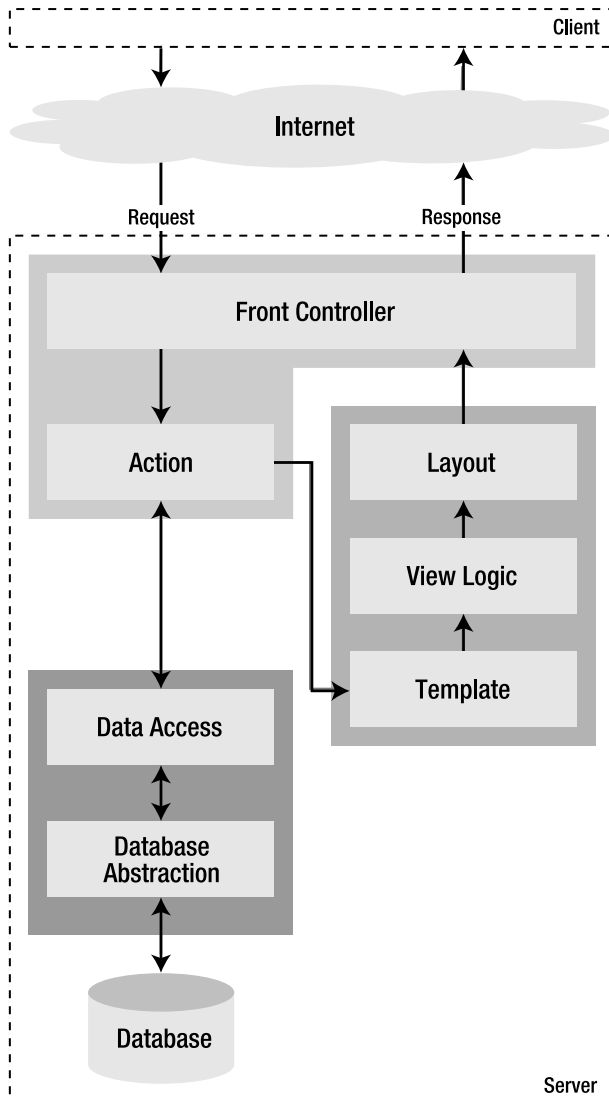 Client
Internet
Request
Response
Front Controller
Action
Layout
View Logic
Template
Data Access
Database
Abstraction
Database
Server